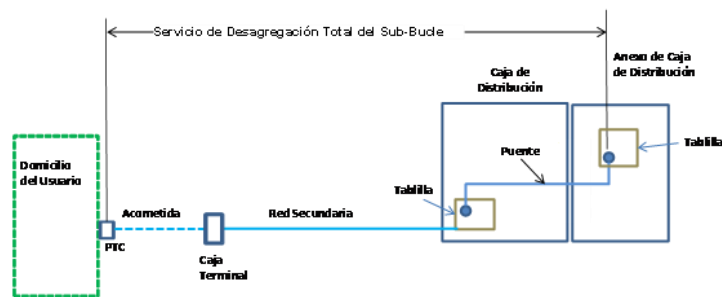 Servicio de Desagregación Total del Sub-Bucle
Anexo de Caja
de Distribución
Caja de
Distribución
Tablilla
Puente
Domicilio
del Usuario
Tablilla
Acometida
Red Secundaria
PTC
Caja
Terminal